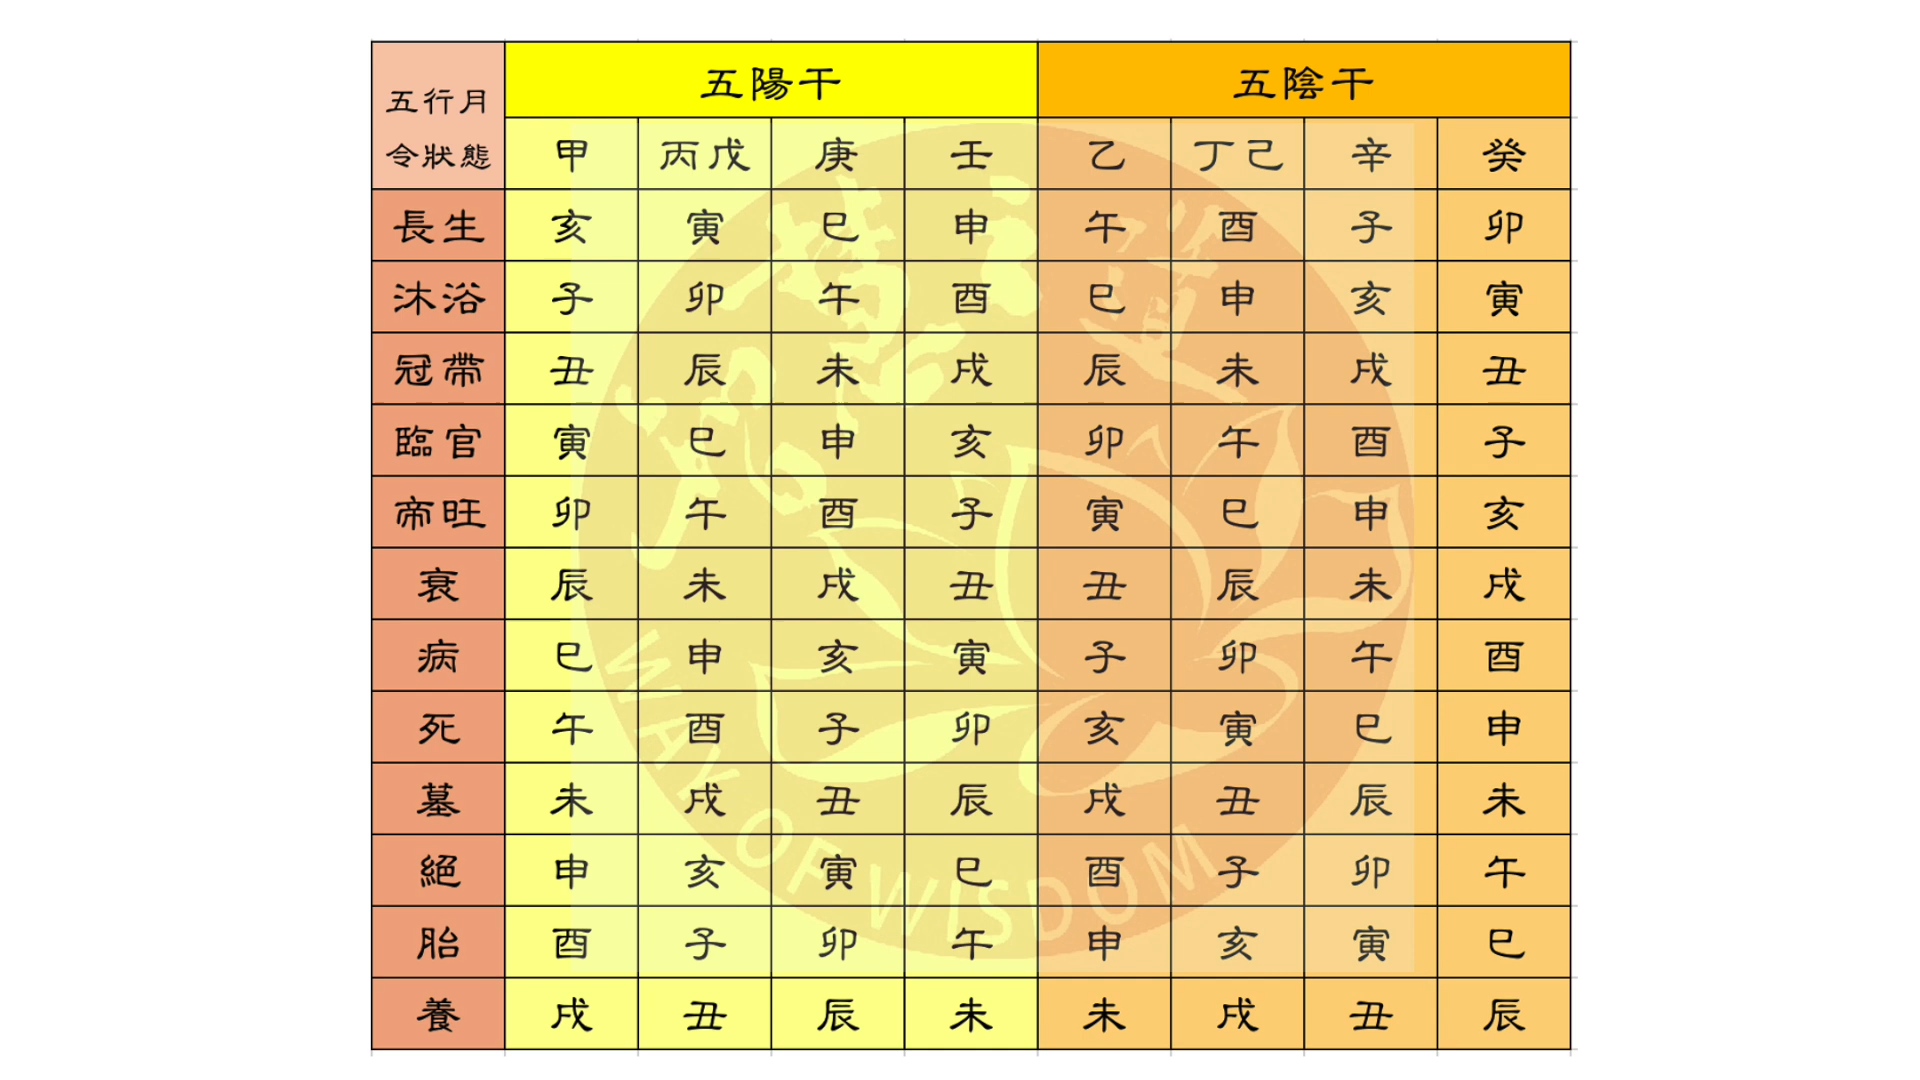 五行月
令狀態
五陽干 五陰干
甲 丙戊 庚 壬 乙 丁己 辛 癸
長生 亥 寅 巳 申 午 酉 子 卯
沐浴 子 卯 午 酉 巳 申 亥 寅
冠帶 丑 辰 未 戌 辰 未 戌 丑
臨官 寅 巳 申 亥 卯 午 酉 子
帝旺 卯 午 酉 子 寅 巳 申 亥
衰 辰 未 戌 丑 丑 辰 未 戌
病 巳 申 亥 寅 子 卯 午 酉
死 午 酉 子 卯 亥 寅 巳 申
墓 未 戌 丑 辰 戌 丑 辰 未
絕 申 亥 寅 巳 酉 子 卯 午
胎 酉 子 卯 午 申 亥 寅 巳
養 戌 丑 辰 未 未 戌 丑 辰
智慧之道
WAY OF WISDOM